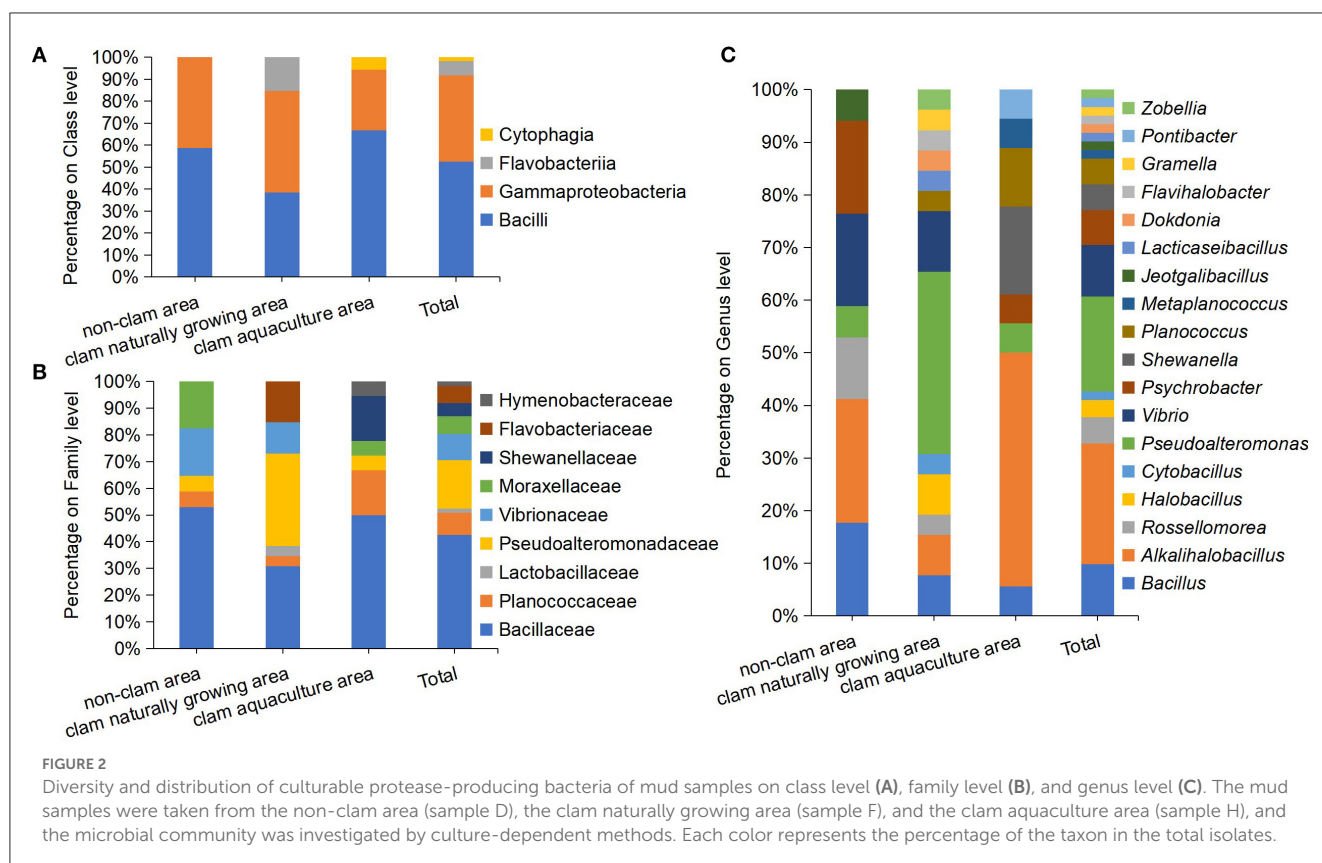 A
Percentage on Class level
100%
90%
80%
70%
60%
50%
40%
30%
20%
10%
0%
non-clam area
clam naturally growing area
clam aquaculture area
Total
Cytophagia
Flavobacteriia
Gammaproteobacteria
Bacilli
B
Percentage on Family level
100%
90%
80%
70%
60%
50%
40%
30%
20%
10%
0%
non-clam area
clam naturally growing area
clam aquaculture area
Total
Hymenobacteraceae
Flavobacteriaceae
Shewanellaceae
Moraxellaceae
Vibrionaceae
Pseudoalteromonadaceae
Lactobacillaceae
Planococcaceae
Bacillaceae
C
Percentage on Genus level
100%
90%
80%
70%
60%
50%
40%
30%
20%
10%
0%
non-clam area
clam naturally growing area
clam aquaculture area
Total
Zobellia
Pontibacter
Gramella
Flavihalobacter
Dokdonia
Lacticaseibacillus
Jeotgalibacillus
Metaplanococcus
Planococcus
Shewanella
Psychrobacter
Vibrio
Pseudoalteromonas
Cytobacillus
Halobacillus
Rossellomorea
Alkalihalobacillus
Bacillus
FIGURE 2
Diversity and distribution of culturable protease-producing bacteria of mud samples on class level (A), family level (B), and genus level (C). The mud
samples were taken from the non-clam area (sample D), the clam naturally growing area (sample F), and the clam aquaculture area (sample H), and
the microbial community was investigated by culture-dependent methods. Each color represents the percentage of the taxon in the total isolates.